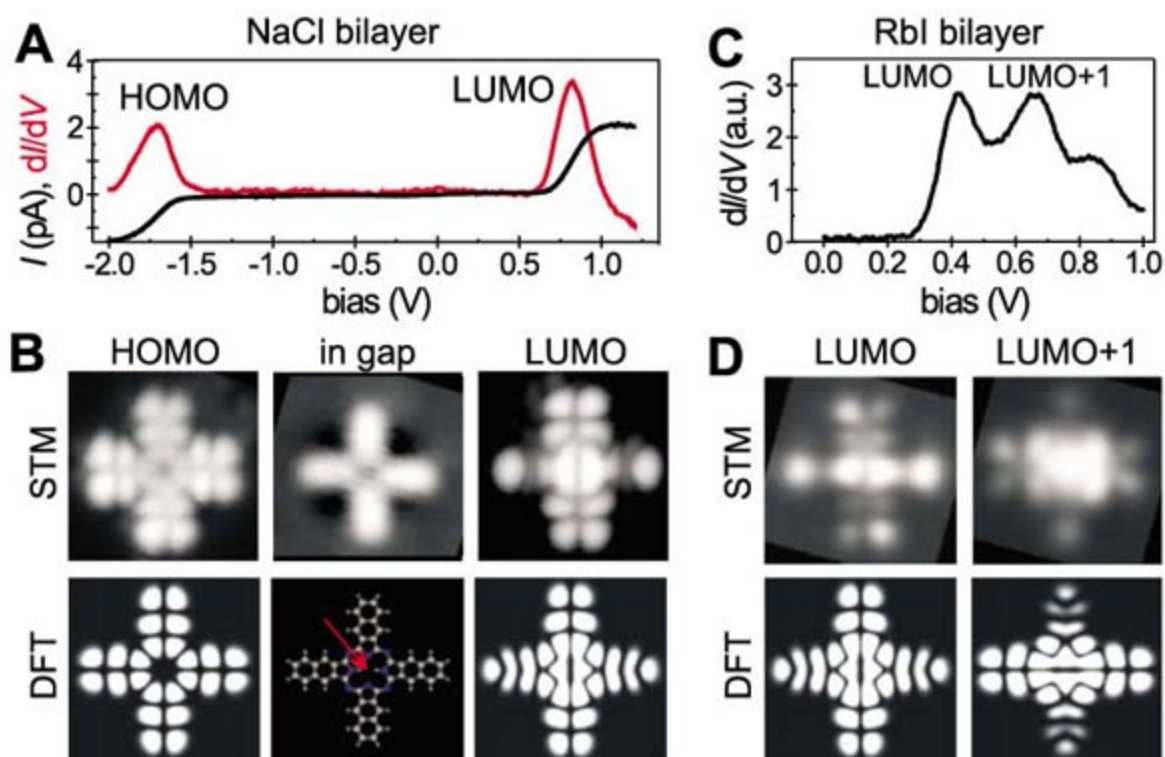 A
NaCl bilayer
I (pA), dI/dV
4
2
0
HOMO
LUMO
-2.0 -1.5 -1.0 -0.5 0.0 0.5 1.0
bias (V)
C
RbI bilayer
dI/dV (a.u.)
3
2
1
0
LUMO LUMO+1
0.0 0.2 0.4 0.6 0.8 1.0
bias (V)
B
HOMO in gap LUMO
STM
DFT
D
LUMO LUMO+1
STM
DFT